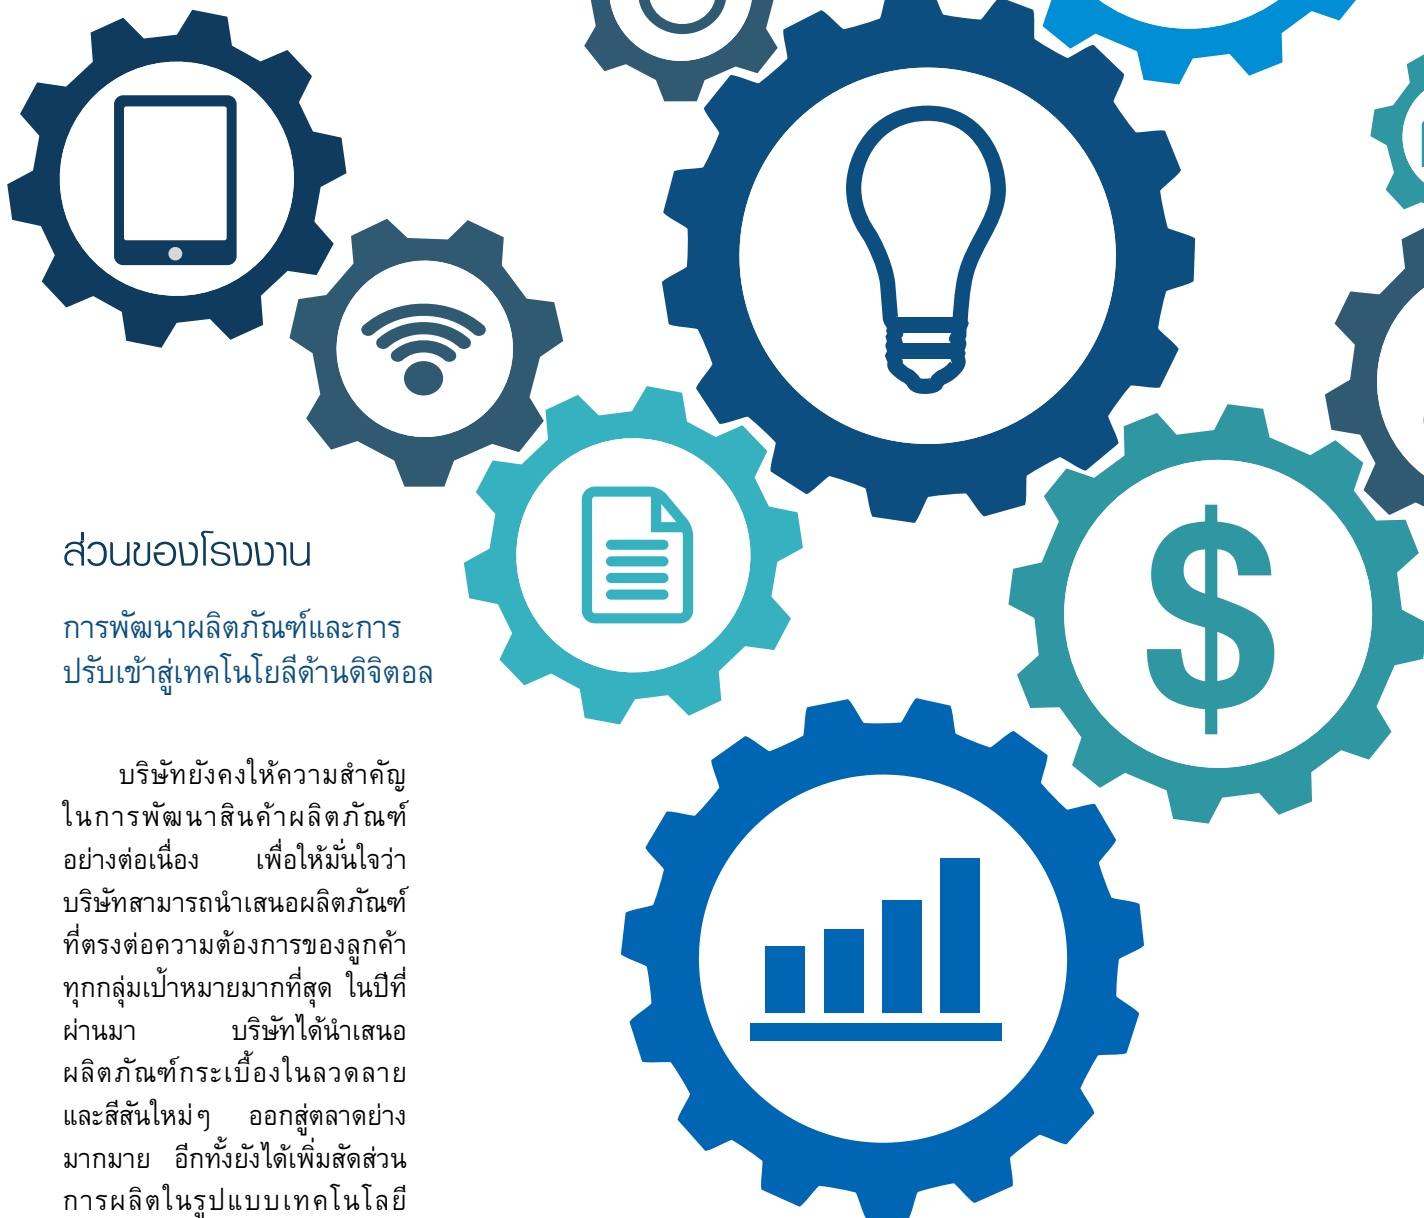 ส่วนของโรงงาน
การพัฒนาผลิตภัณฑ์และการ
ปรับเข้าสู่เทคโนโยลีด้านดิจิตอล
บริษัทยังคงให้ความสำคัญ
ในการพัฒนาสินค้าผลิตภัณฑ์
อย่างต่อเนื่อง เพื่อให้มั่นใจว่า
บริษัทสามารถนำเสนอผลิตภัณฑ์
ที่ตรงต่อความต้องการของลูกค้า
ทุกกลุ่มเป้าหมายมากที่สุด ในปีที่
ผ่านมา บริษัทได้นำเสนอ
ผลิตภัณฑ์กระเบื้องในลวดลาย
และสีสันใหม่ๆ ออกสู่ตลาดย่าง
มากมาย อีกทั้งยังได้เพิ่มสัดส่วน
การผลิตในรูปแบบเทคโนโลยี
$